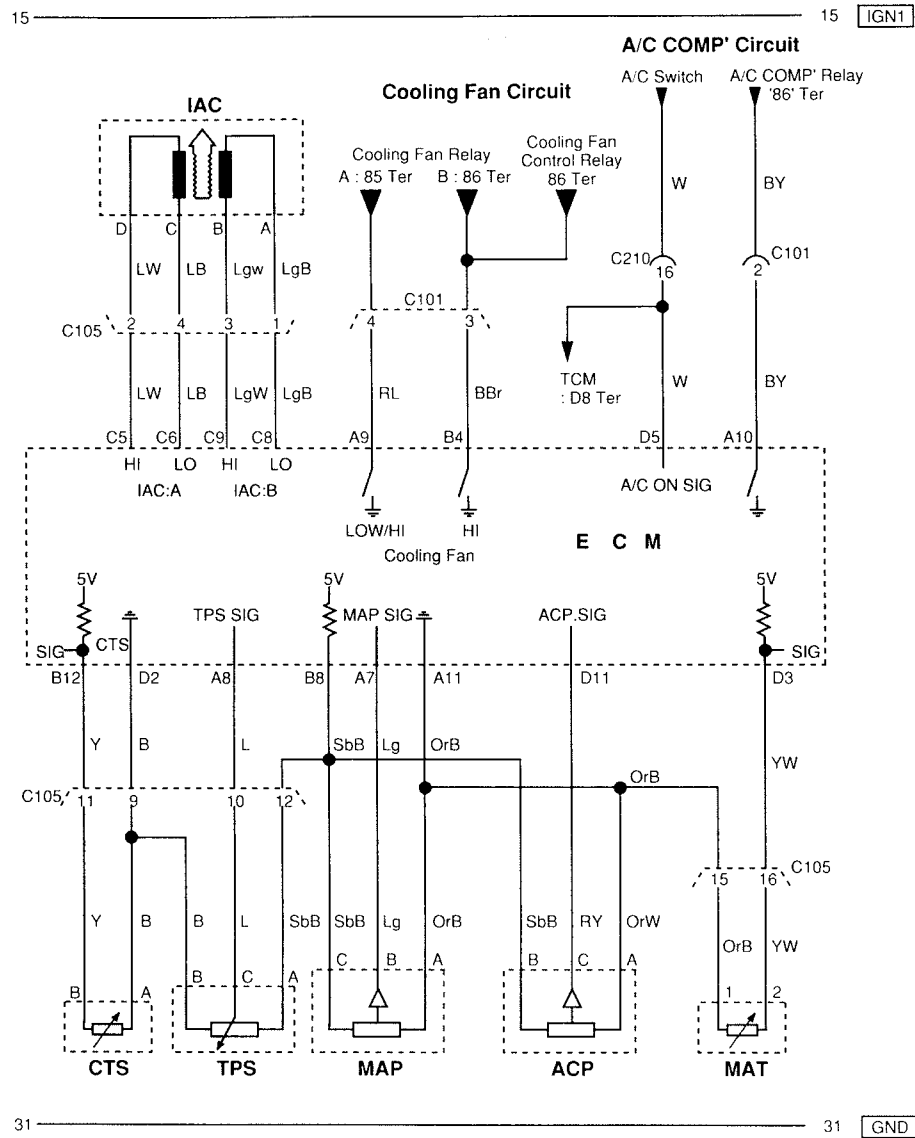 15 15 IGN1
A/C COMP' Circuit
A/C Switch A/C COMP' Relay
'86' Ter
Cooling Fan Circuit
IAC
Cooling Fan Relay
A : 85 Ter B : 86 Ter
Cooling Fan
Control Relay
86 Ter
W BY
D C B A
C210 16 2 C101
LW LB Lgw LgB
C101
C105 2 4 3 1 4 3
TCM
: D8 Ter
LW LB LgW LgB RL BBr W BY
C5 C6 C9 C8 A9 B4 D5 A10
HI LO HI LO
IAC:A IAC:B
A/C ON SIG
LOW/HI HI
Cooling Fan
E C M
5V 5V 5V
TPS SIG MAP SIG ACP.SIG
SIG CTS SIG
B12 D2 A8 B8 A7 A11 D11 D3
Y B L SbB Lg OrB YW
OrB
C105 11 9 10 12
C105 15 16
Y B B L SbB SbB Lg OrB SbB RY OrW
OrB YW
B A B C A C B A B C A 1 2
CTS TPS MAP ACP MAT
31 31 GND